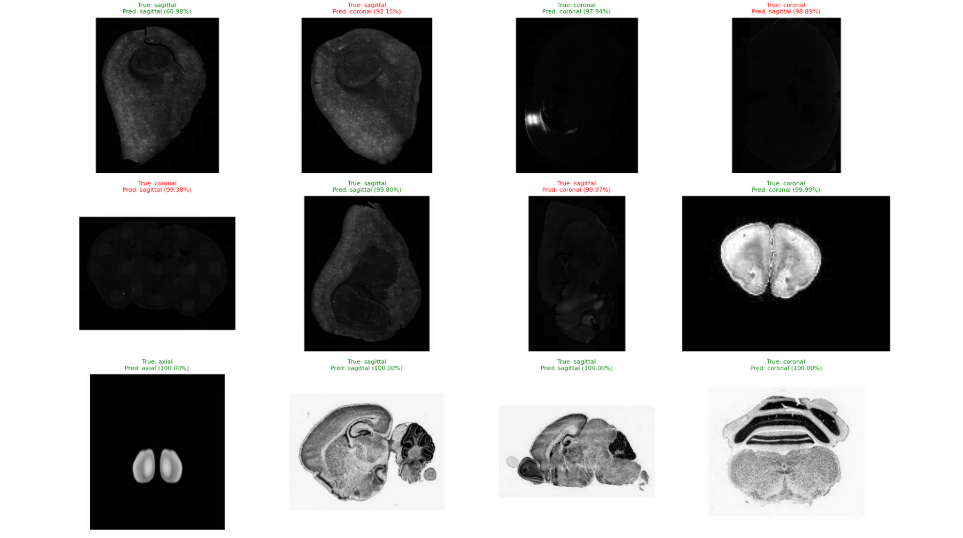 True: sagittal
Pred: sagittal (60.98%)
True: sagittal
Pred: coronal (92.15%)
True: coronal
Pred: coronal (97.94%)
True: coronal
Pred: sagittal (98.89%)
True: coronal
Pred: sagittal (99.38%)
True: sagittal
Pred: sagittal (99.80%)
True: sagittal
Pred: coronal (99.97%)
True: coronal
Pred: coronal (99.99%)
True: axial
Pred: axial (100.00%)
True: sagittal
Pred: sagittal (100.00%)
True: sagittal
Pred: sagittal (100.00%)
True: coronal
Pred: coronal (100.00%)